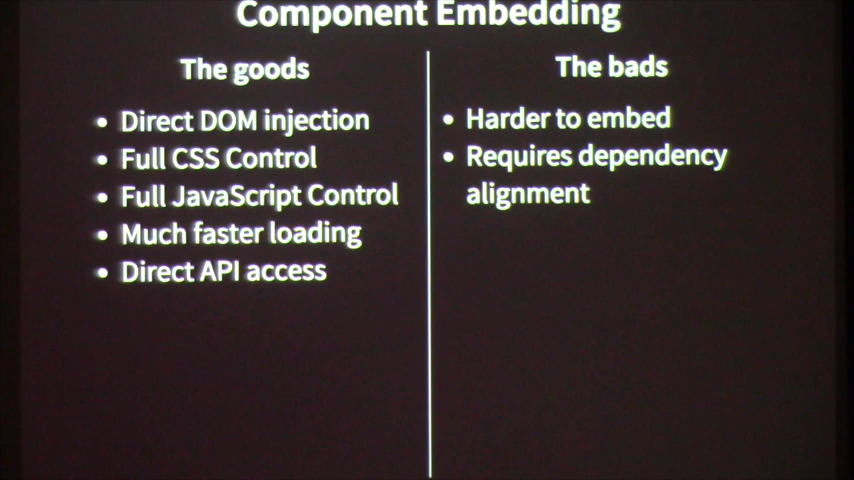 Component Embedding
The goods
• Direct DOM injection
• Full CSS Control
• Full JavaScript Control
• Much faster loading
• Direct API access
The bads
• Harder to embed
• Requires dependency
alignment